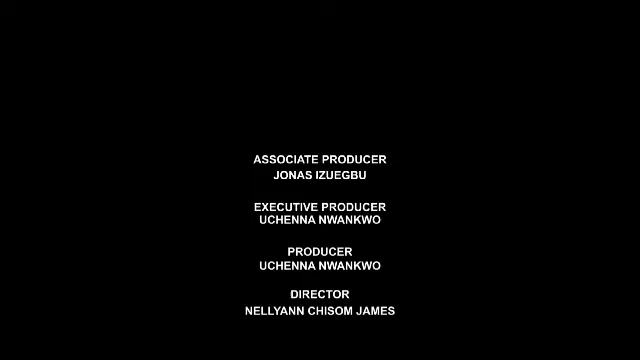 ASSOCIATE PRODUCER
JONAS IZUEGBU
EXECUTIVE PRODUCER
UCHENNA NWANKWO
PRODUCER
UCHENNA NWANKWO
DIRECTOR
NELLYANN CHISOM JAMES